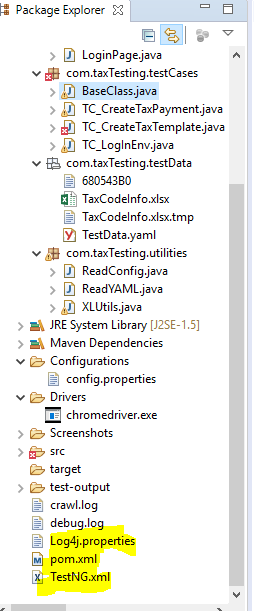 Package Explorer
LoginPage.java
com.taxTesting.testCases
BaseClass.java
TC_CreateTaxPayment.java
TC_CreateTaxTemplate.java
TC_LogInEnv.java
com.taxTesting.testData
680543B0
TaxCodeInfo.xlsx
TaxCodeInfo.xlsx.tmp
TestData.yaml
com.taxTesting.utilities
ReadConfig.java
ReadYAML.java
XLUtils.java
JRE System Library [J2SE-1.5]
Maven Dependencies
Configurations
config.properties
Drivers
chromedriver.exe
Screenshots
src
target
test-output
crawl.log
debug.log
Log4j.properties
pom.xml
TestNG.xml